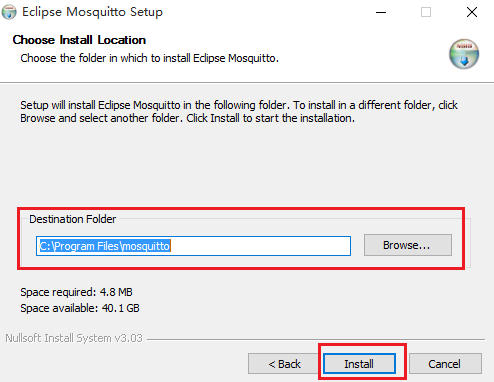 Eclipse Mosquitto Setup
Choose Install Location
Choose the folder in which to install Eclipse Mosquitto.
Setup will install Eclipse Mosquitto in the following folder. To install in a different folder, click
Browse and select another folder. Click Install to start the installation.
Destination Folder
C:\Program Files\mosquitto
Browse...
Space required: 4.8 MB
Space available: 40.1 GB
Nullsoft Install System v3.03
< Back
Install
Cancel